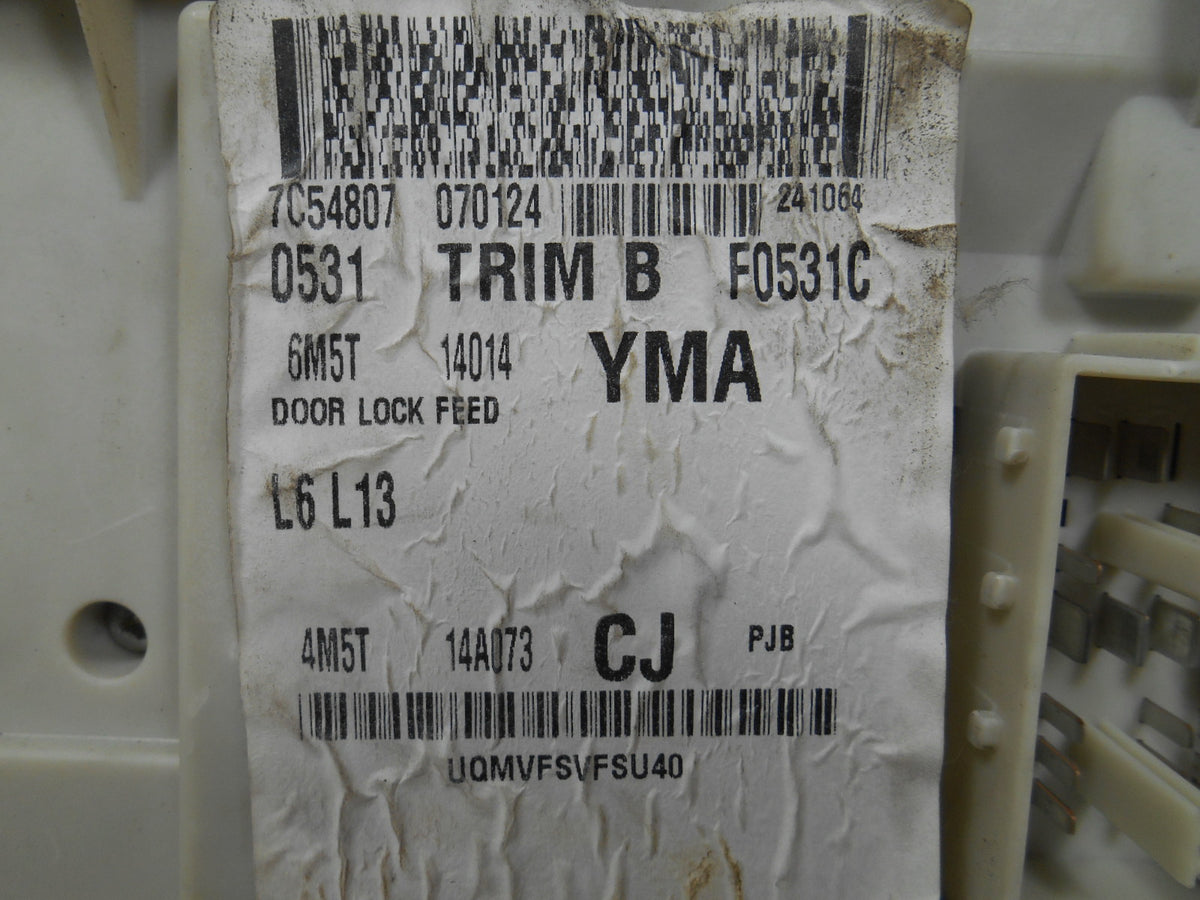 7C54807 070124 241064
0531 TRIM B F0531C
6M5T 14014 YMA
DOOR LOCK FEED
L6 L13
4M5T 14A073 CJ PJB
UQMVFSVFSU40